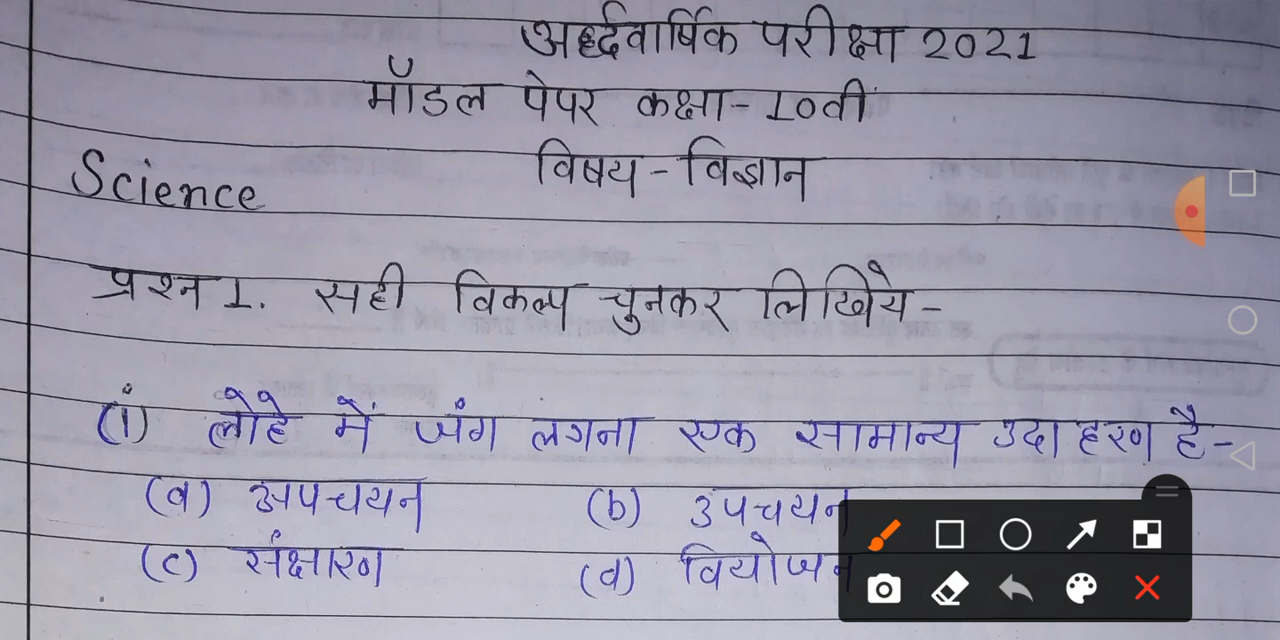 अर्द्धवार्षिक परीक्षा 2021
मॉडल पेपर कक्षा - 10वी
विषय - विज्ञान
Science
प्रश्न 1. सही विकल्प चुनकर लिखिये -
(i) लोहे में जंग लगना एक सामान्य उदाहरण है -
(a) अपचयन (b) उपचयन
(c) संक्षारण (d) वियोजन